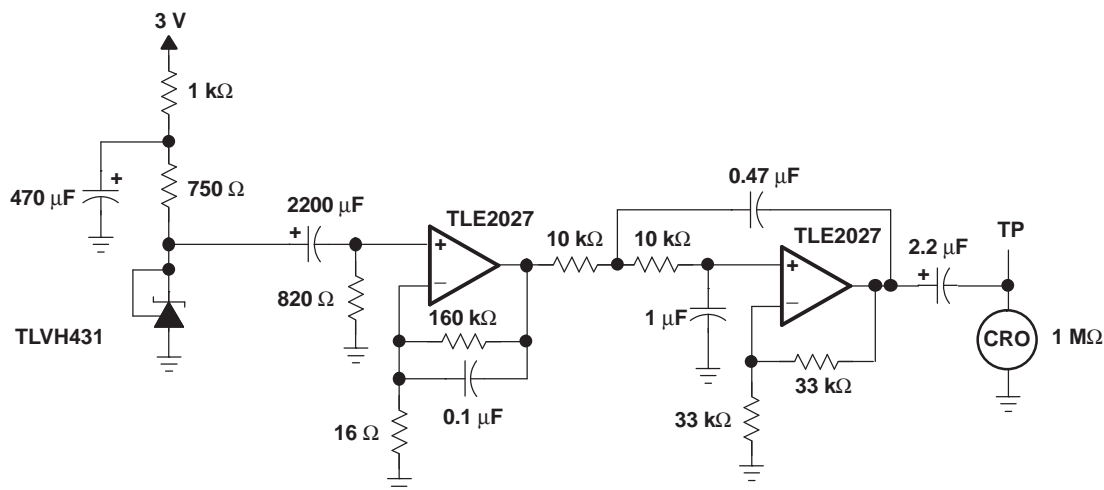 3 V
1 kΩ
470 μF
+
750 Ω
2200 μF
+
TLE2027
0.47 μF
10 kΩ
10 kΩ
TLE2027
2.2 μF
+
TP
+
–
820 Ω
160 kΩ
0.1 μF
16 Ω
1 μF
+
–
33 kΩ
33 kΩ
CRO
1 MΩ
TLVH431